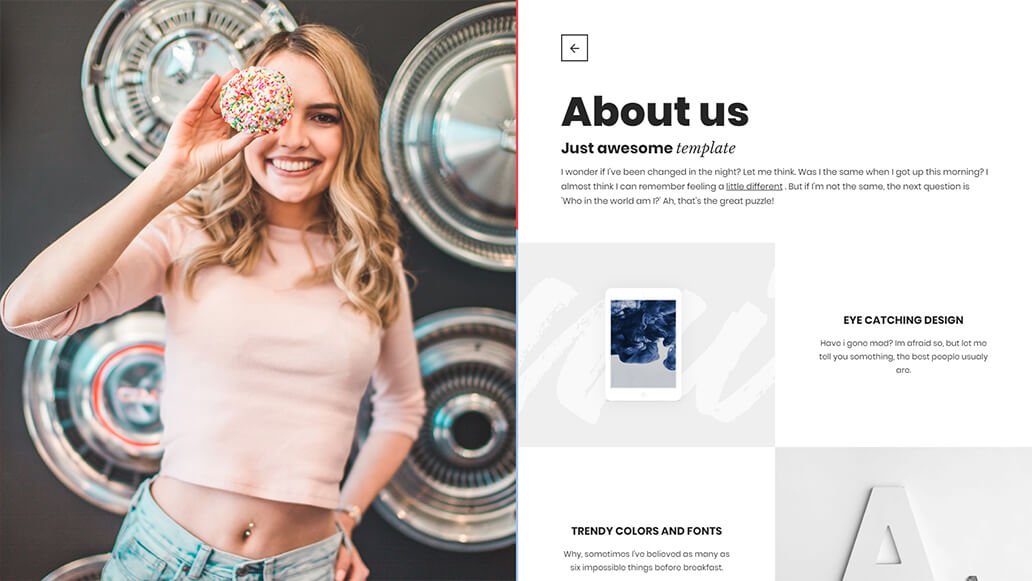 About us
Just awesome template
I wonder if I've been changed in the night? Let me think. Was I the same when I got up this morning? I
almost think I can remember feeling a little different . But if I'm not the same, the next question is
'Who in the world am I?' Ah, that's the great puzzle!
EYE CATCHING DESIGN
Have i gone mad? Im afraid so, but let me
tell you something, the best people usualy
are.
TRENDY COLORS AND FONTS
Why, sometimes I've believed as many as
six impossible things before breakfast.
A